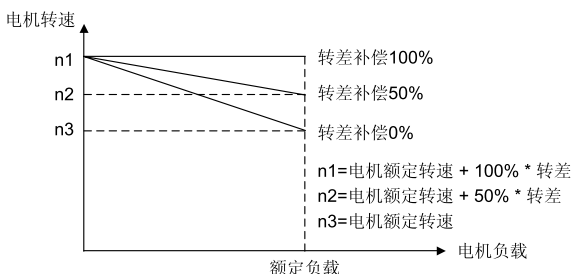 电机转速
n1
转差补偿100%
n2
转差补偿50%
n3
转差补偿0%
n1=电机额定转速 + 100% * 转差
n2=电机额定转速 + 50% * 转差
n3=电机额定转速
电机负载
额定负载